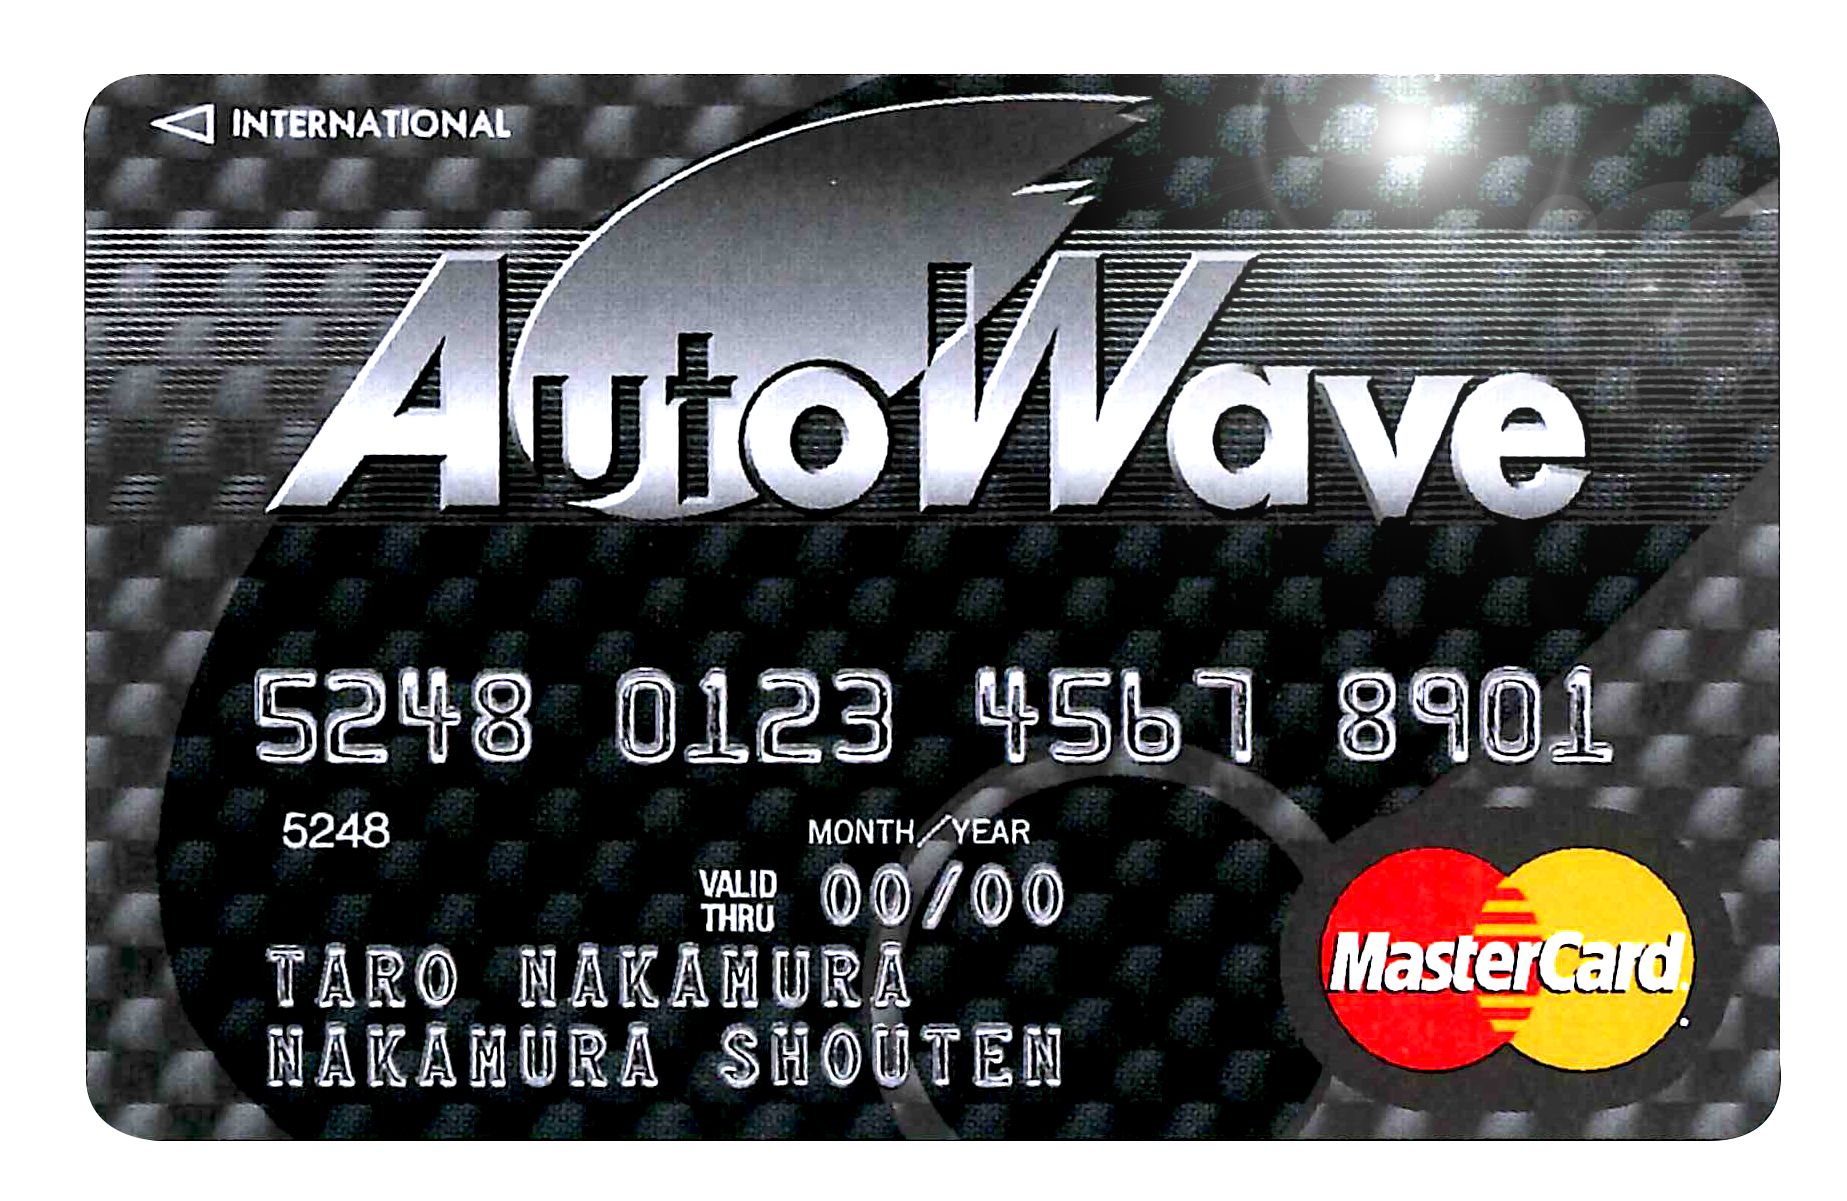 INTERNATIONAL
AutoWave
5248 0123 4567 8901
5248
MONTH/YEAR
VALID THRU 00/00
TARO NAKAMURA
NAKAMURA SHOUTEN
MasterCard